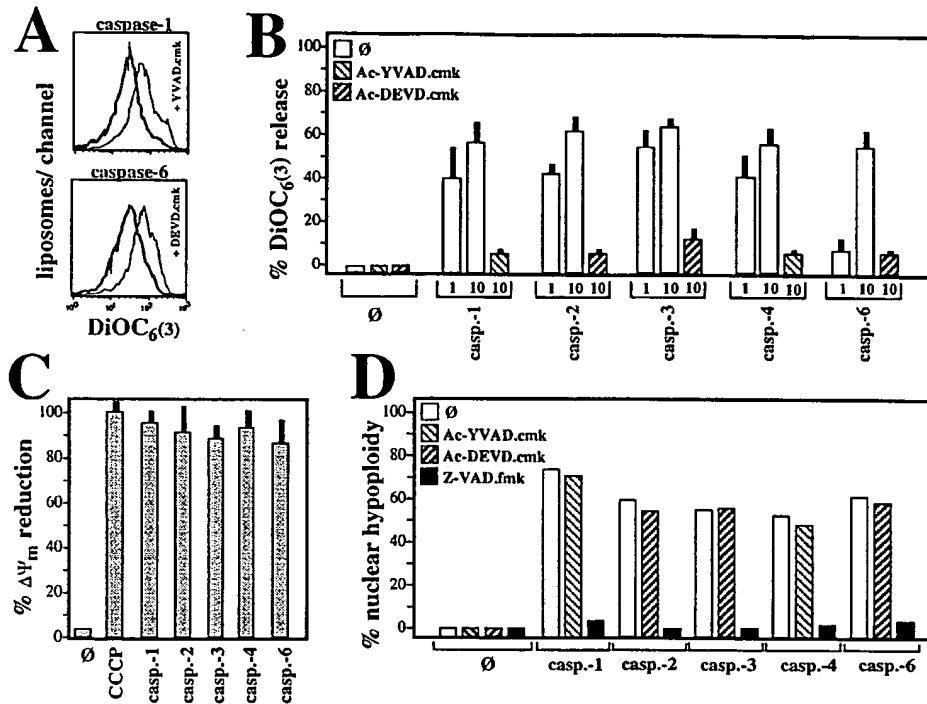 A
caspase-1
+ YVAD.cmk
caspase-6
+ DEVD.cmk
liposomes/ channel
DiOC6(3)
B
Ø
Ac-YVAD.cmk
Ac-DEVD.cmk
% DiOC6(3) release
100
80
60
40
20
0
1 10 10 1 10 10 1 10 10 1 10 10 1 10 10
Ø casp.-1 casp.-2 casp.-3 casp.-4 casp.-6
C
% ΔΨm reduction
100
80
60
40
20
0
Ø CCCP casp.-1 casp.-2 casp.-3 casp.-4 casp.-6
D
Ø
Ac-YVAD.cmk
Ac-DEVD.cmk
Z-VAD.fmk
% nuclear hypoploidy
100
80
60
40
20
0
Ø casp.-1 casp.-2 casp.-3 casp.-4 casp.-6